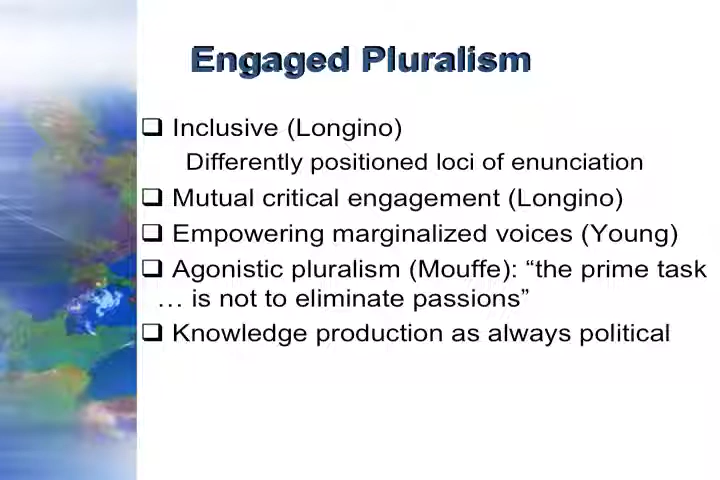 Engaged Pluralism
❑ Inclusive (Longino)
Differently positioned loci of enunciation
❑ Mutual critical engagement (Longino)
❑ Empowering marginalized voices (Young)
❑ Agonistic pluralism (Mouffe): “the prime task
… is not to eliminate passions”
❑ Knowledge production as always political